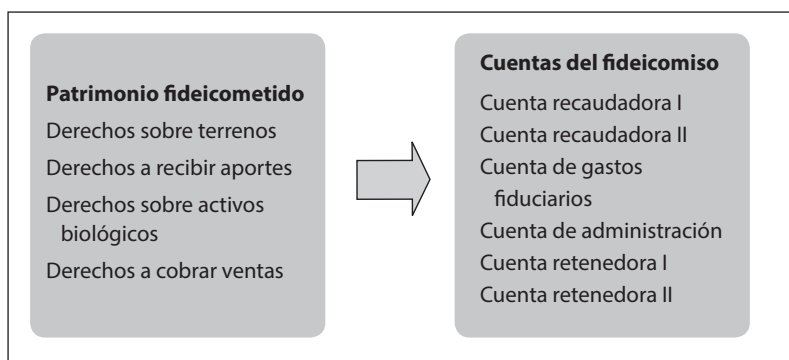 Patrimonio fideicometido
Derechos sobre terrenos
Derechos a recibir aportes
Derechos sobre activos
biológicos
Derechos a cobrar ventas
Cuentas del fideicomiso
Cuenta recaudadora I
Cuenta recaudadora II
Cuenta de gastos
fiduciarios
Cuenta de administración
Cuenta retenedora I
Cuenta retenedora II